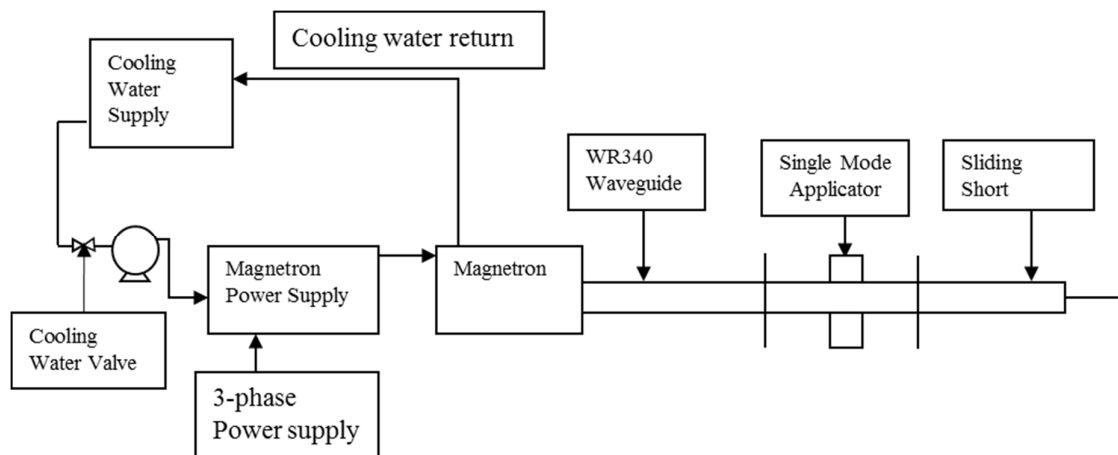 Cooling water return
Cooling
Water
Supply
WR340
Waveguide
Single Mode
Applicator
Sliding
Short
Magnetron
Power Supply
Magnetron
Cooling
Water Valve
3-phase
Power supply